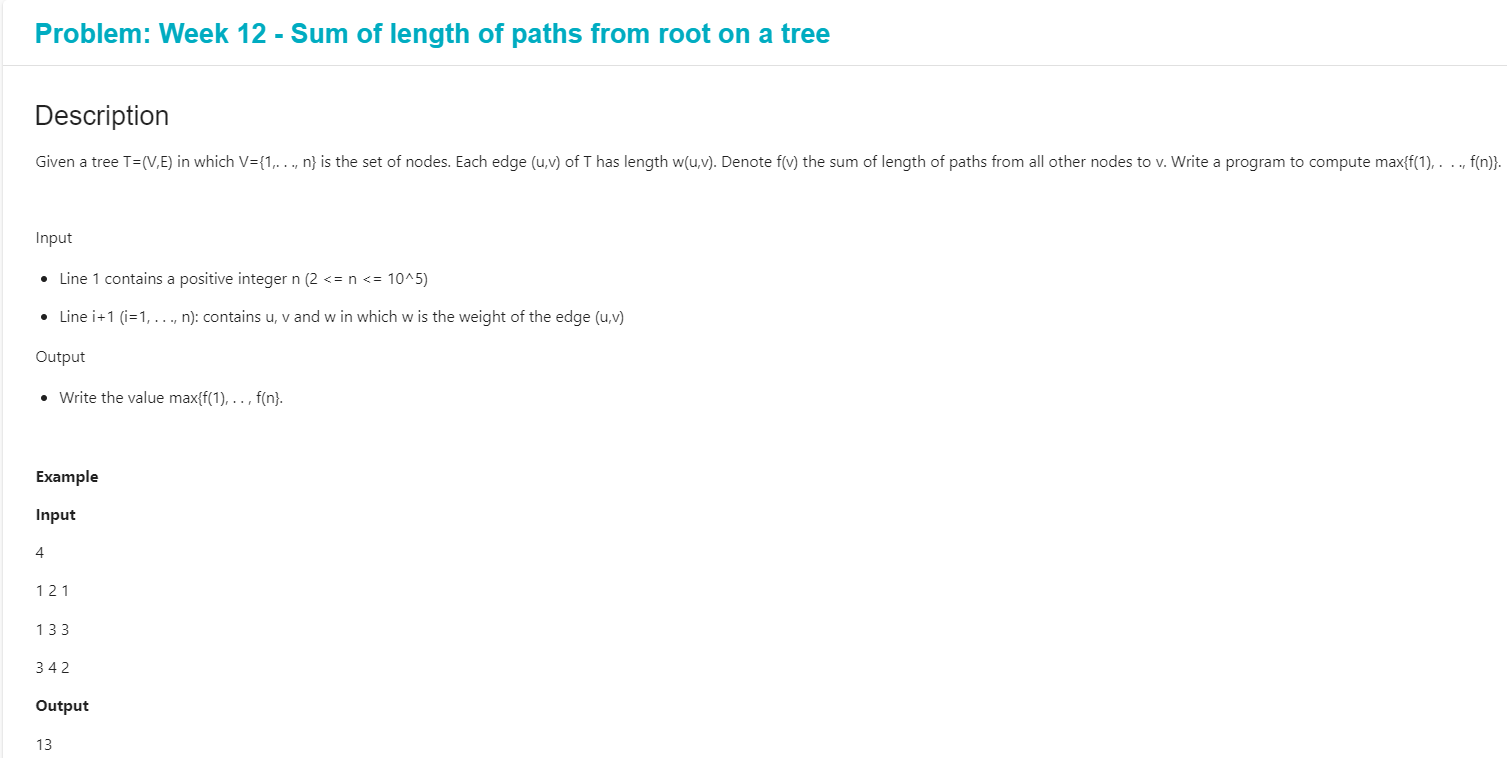 Problem: Week 12 - Sum of length of paths from root on a tree
Description
Given a tree T=(V,E) in which V={1,. . ., n} is the set of nodes. Each edge (u,v) of T has length w(u,v). Denote f(v) the sum of length of paths from all other nodes to v. Write a program to compute max{f(1), . . ., f(n)}.
Input
• Line 1 contains a positive integer n (2 <= n <= 10^5)
• Line i+1 (i=1, . . ., n): contains u, v and w in which w is the weight of the edge (u,v)
Output
• Write the value max{f(1), . . , f(n}.
Example
Input
4
1 2 1
1 3 3
3 4 2
Output
13